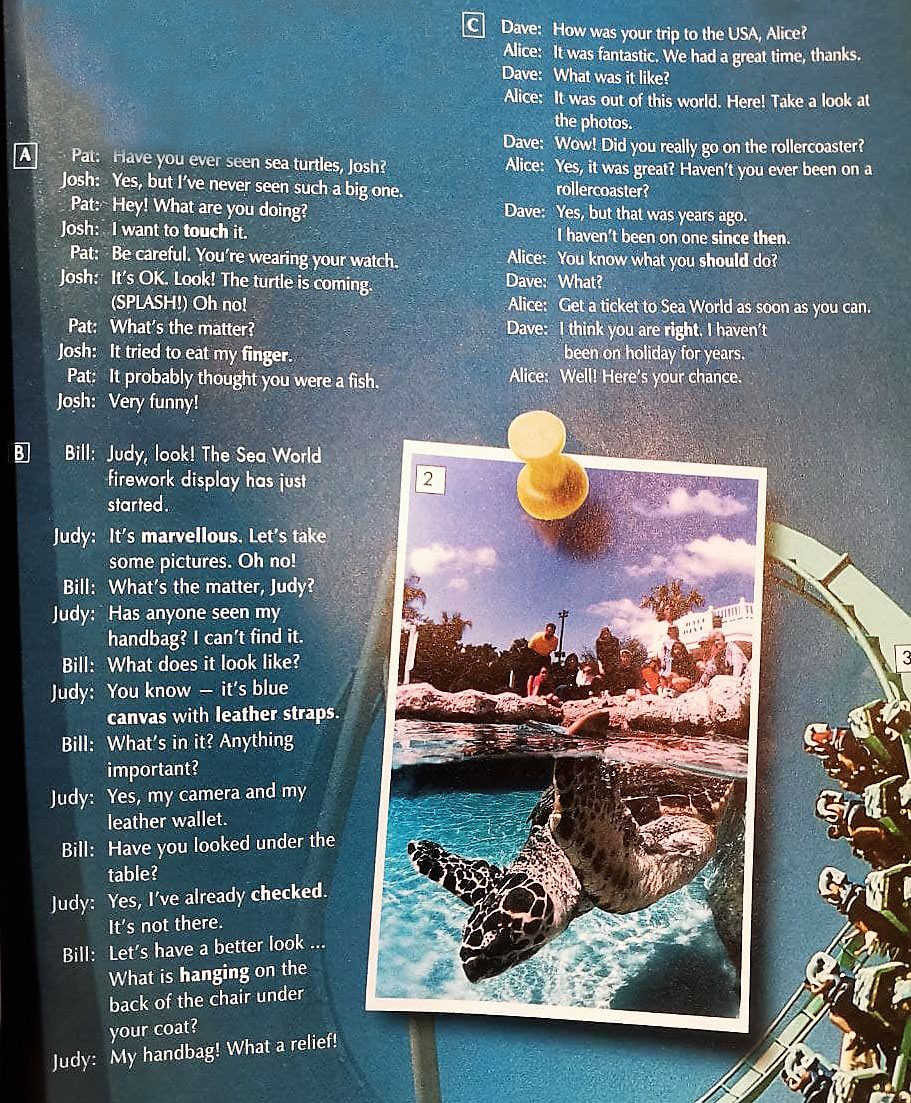 A
Pat: Have you ever seen sea turtles, Josh?
Josh: Yes, but I've never seen such a big one.
Pat: Hey! What are you doing?
Josh: I want to touch it.
Pat: Be careful. You're wearing your watch.
Josh: It's OK. Look! The turtle is coming.
(SPLASH!) Oh no!
Pat: What's the matter?
Josh: It tried to eat my finger.
Pat: It probably thought you were a fish.
Josh: Very funny!
B
Bill: Judy, look! The Sea World
firework display has just
started.
Judy: It's marvellous. Let's take
some pictures. Oh no!
Bill: What's the matter, Judy?
Judy: Has anyone seen my
handbag? I can't find it.
Bill: What does it look like?
Judy: You know – it's blue
canvas with leather straps.
Bill: What's in it? Anything
important?
Judy: Yes, my camera and my
leather wallet.
Bill: Have you looked under the
table?
Judy: Yes, I've already checked.
It's not there.
Bill: Let's have a better look ...
What is hanging on the
back of the chair under
your coat?
Judy: My handbag! What a relief!
C
Dave: How was your trip to the USA, Alice?
Alice: It was fantastic. We had a great time, thanks.
Dave: What was it like?
Alice: It was out of this world. Here! Take a look at
the photos.
Dave: Wow! Did you really go on the rollercoaster?
Alice: Yes, it was great? Haven't you ever been on a
rollercoaster?
Dave: Yes, but that was years ago.
I haven't been on one since then.
Alice: You know what you should do?
Dave: What?
Alice: Get a ticket to Sea World as soon as you can.
Dave: I think you are right. I haven't
been on holiday for years.
Alice: Well! Here's your chance.
2
3